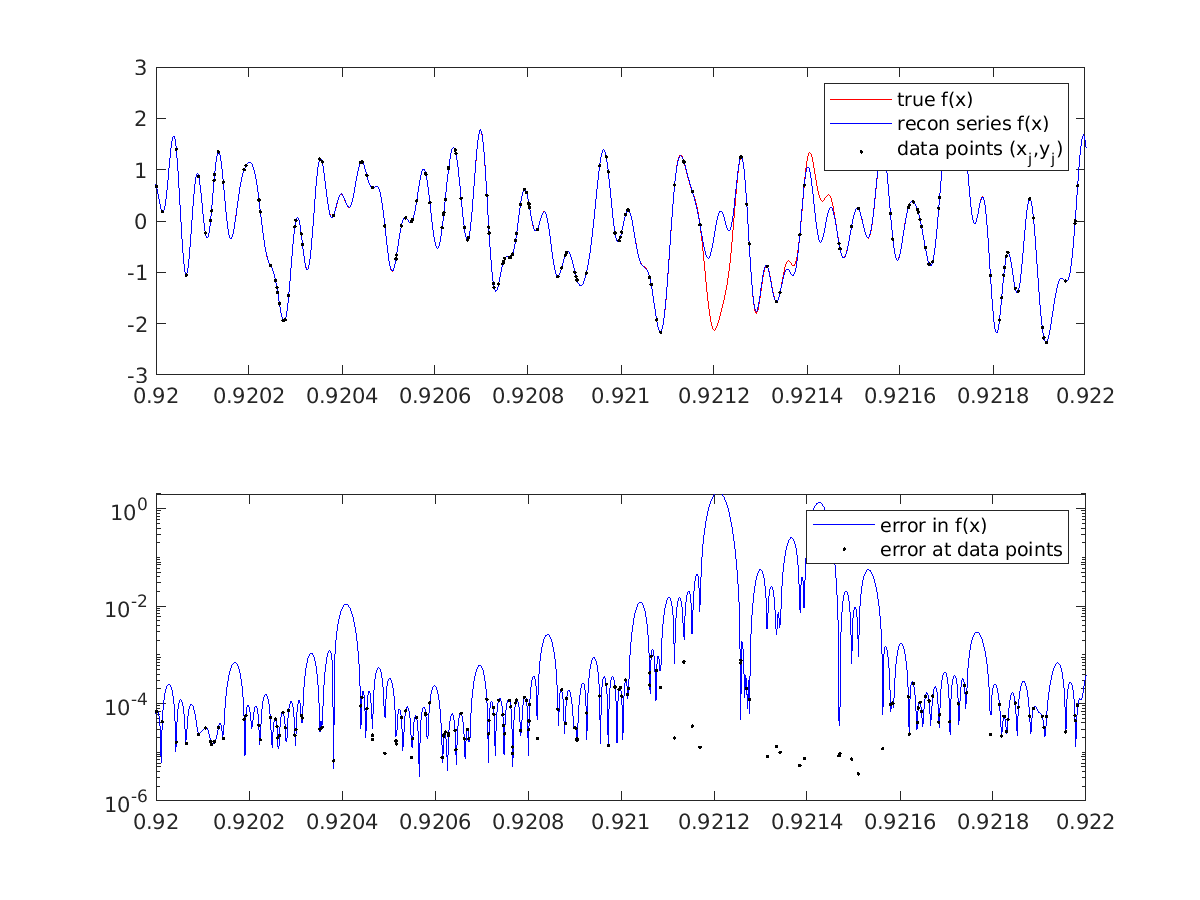 3
2
1
0
-1
-2
-3
true f(x)
recon series f(x)
data points (x_j,y_j)
0.92 0.9202 0.9204 0.9206 0.9208 0.921 0.9212 0.9214 0.9216 0.9218 0.922
10^0
10^-2
10^-4
10^-6
error in f(x)
error at data points
0.92 0.9202 0.9204 0.9206 0.9208 0.921 0.9212 0.9214 0.9216 0.9218 0.922